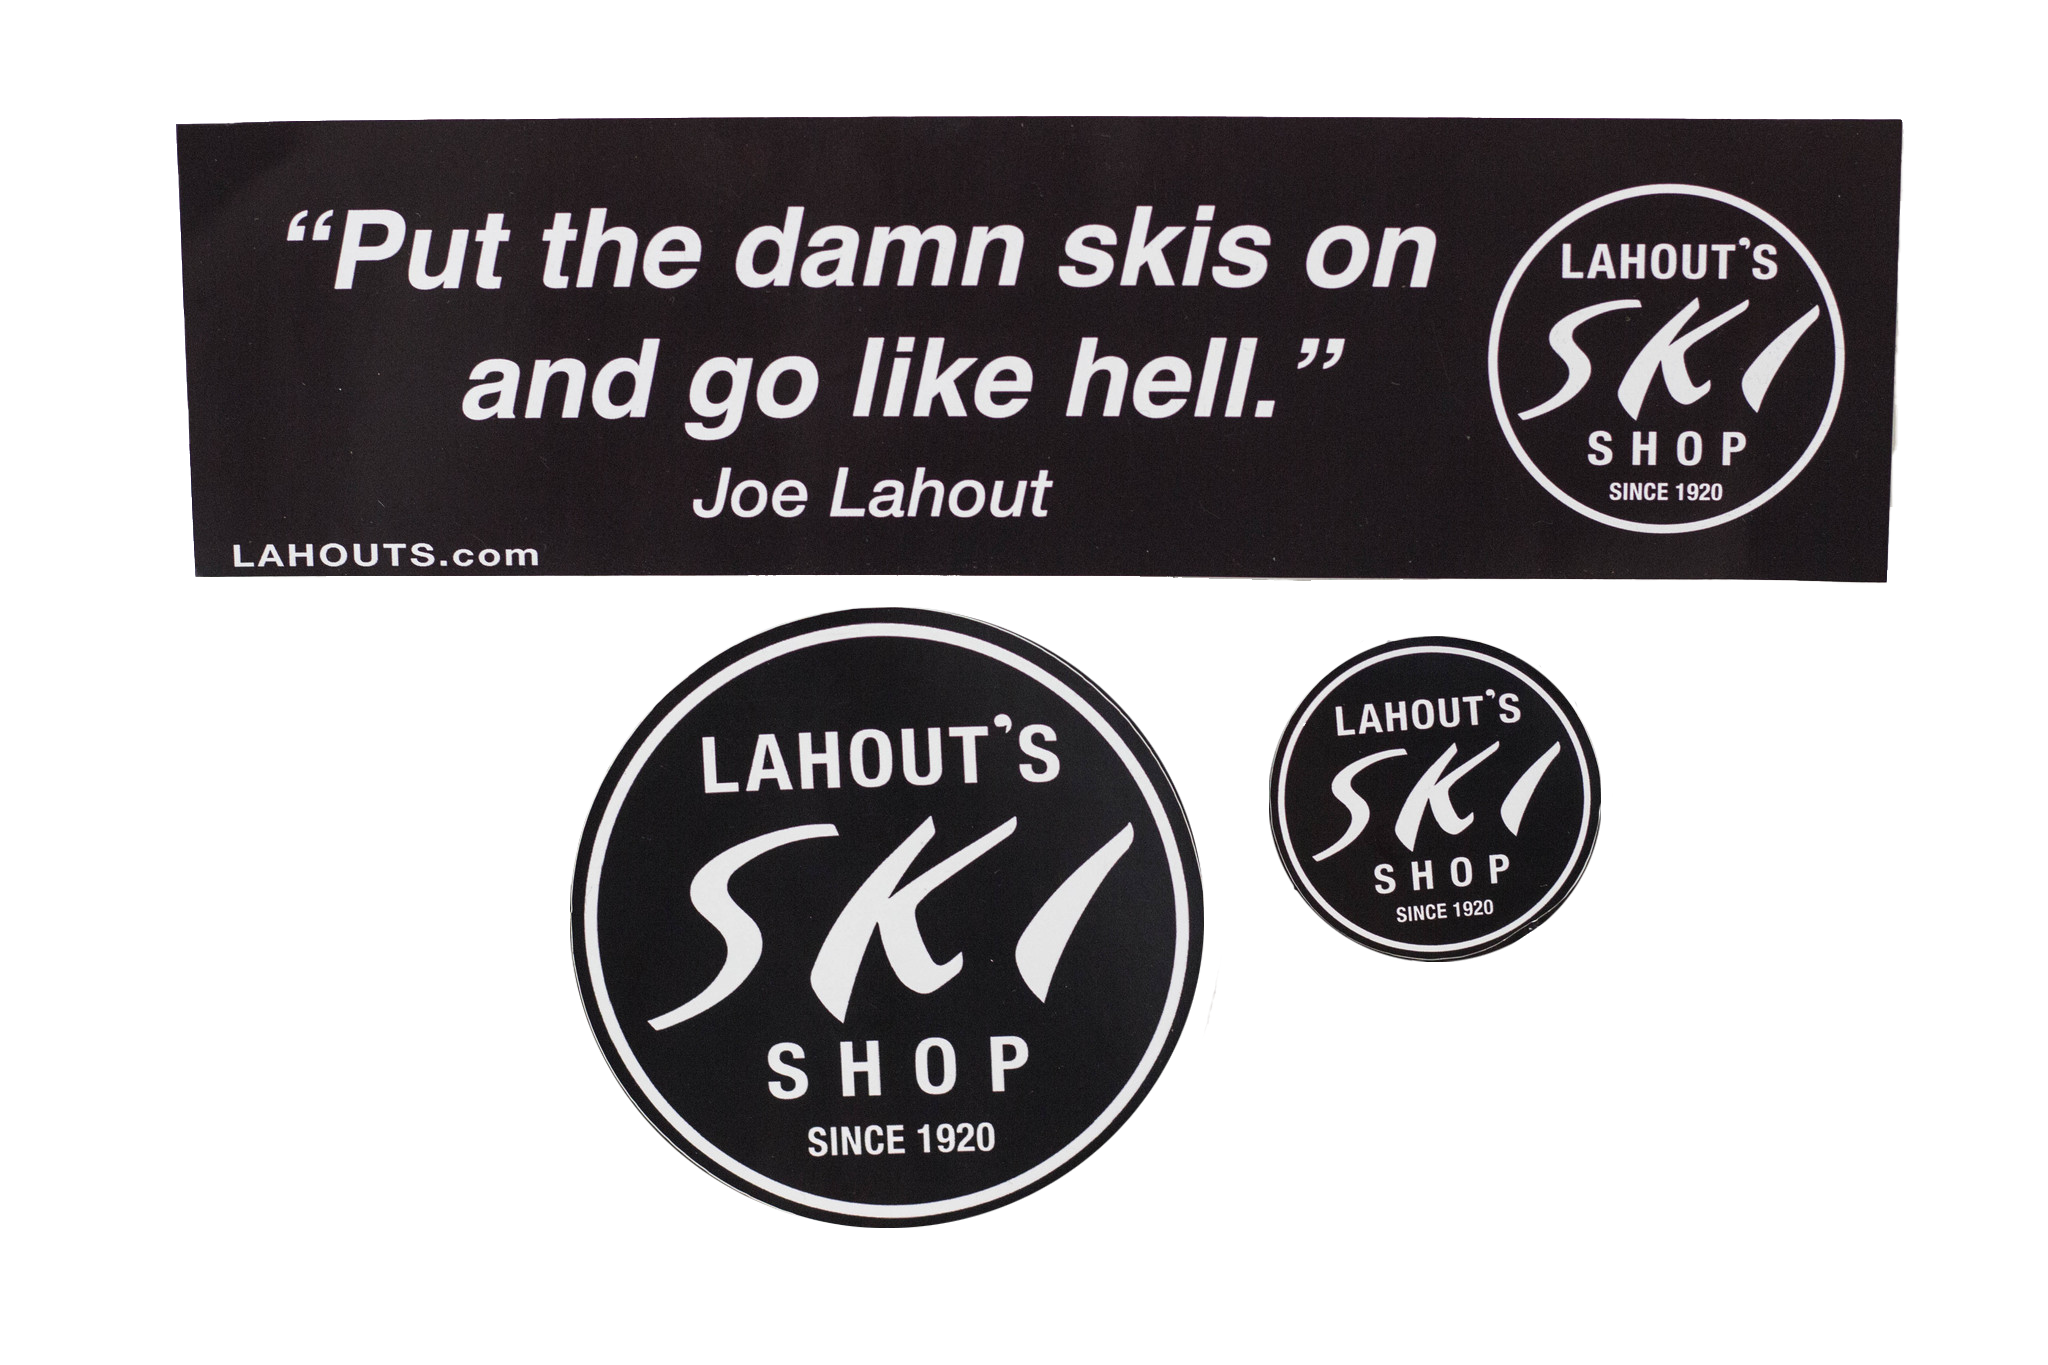 “Put the damn skis on
and go like hell.”
Joe Lahout
LAHOUTS.com
LAHOUT’S
SKI
SHOP
SINCE 1920
LAHOUT’S
SKI
SHOP
SINCE 1920
LAHOUT’S
SKI
SHOP
SINCE 1920